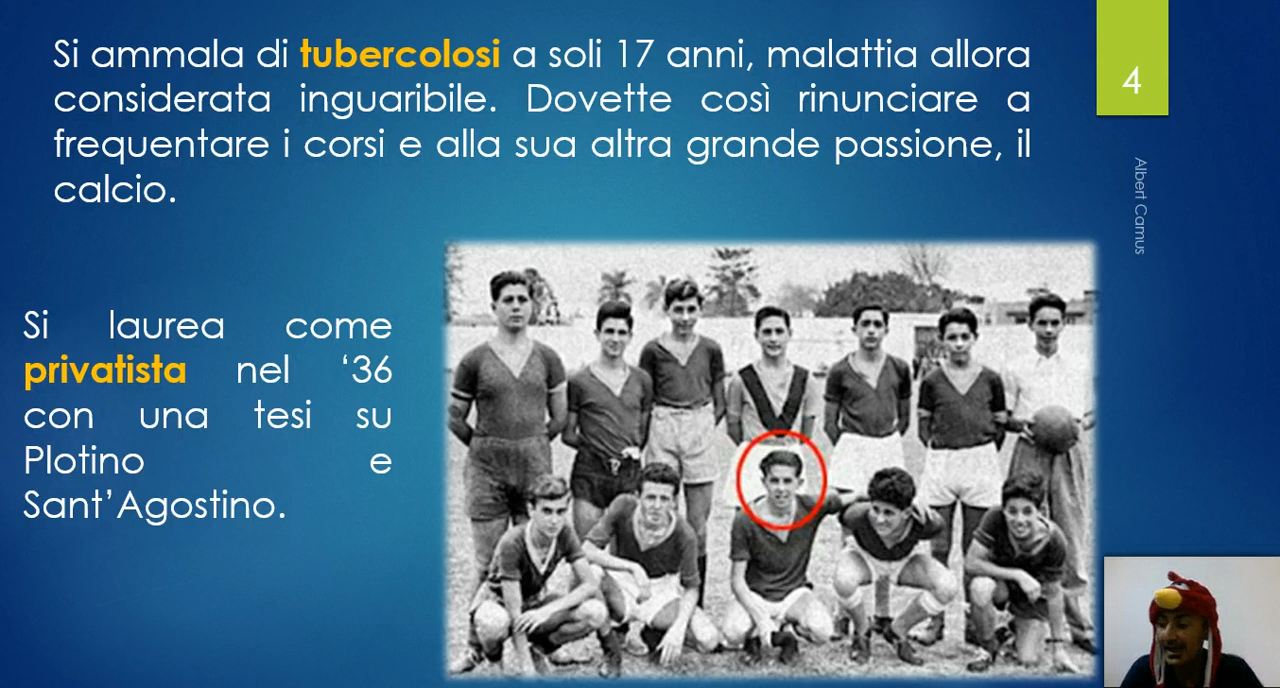 Si ammala di tubercolosi a soli 17 anni, malattia allora
considerata inguaribile. Dovette così rinunciare a
frequentare i corsi e alla sua altra grande passione, il
calcio.
4
Albert Camus
Si laurea come
privatista nel ‘36
con una tesi su
Plotino e
Sant’Agostino.